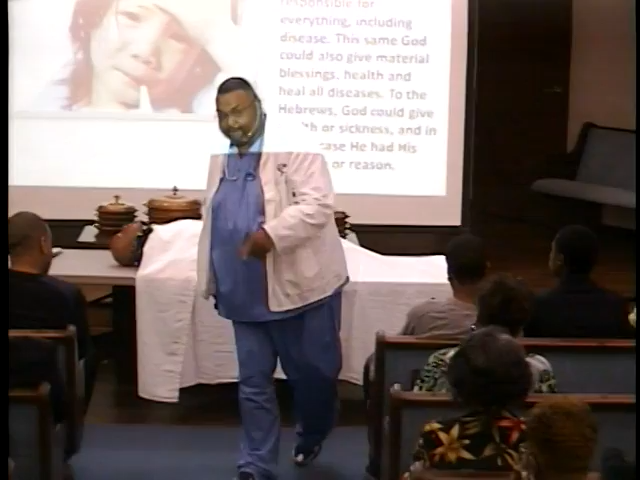 responsible for
everything, including
disease. This same God
could also give material
blessings, health and
heal all diseases. To the
Hebrews, God could give
or sickness, and in
case He had His
or reason.